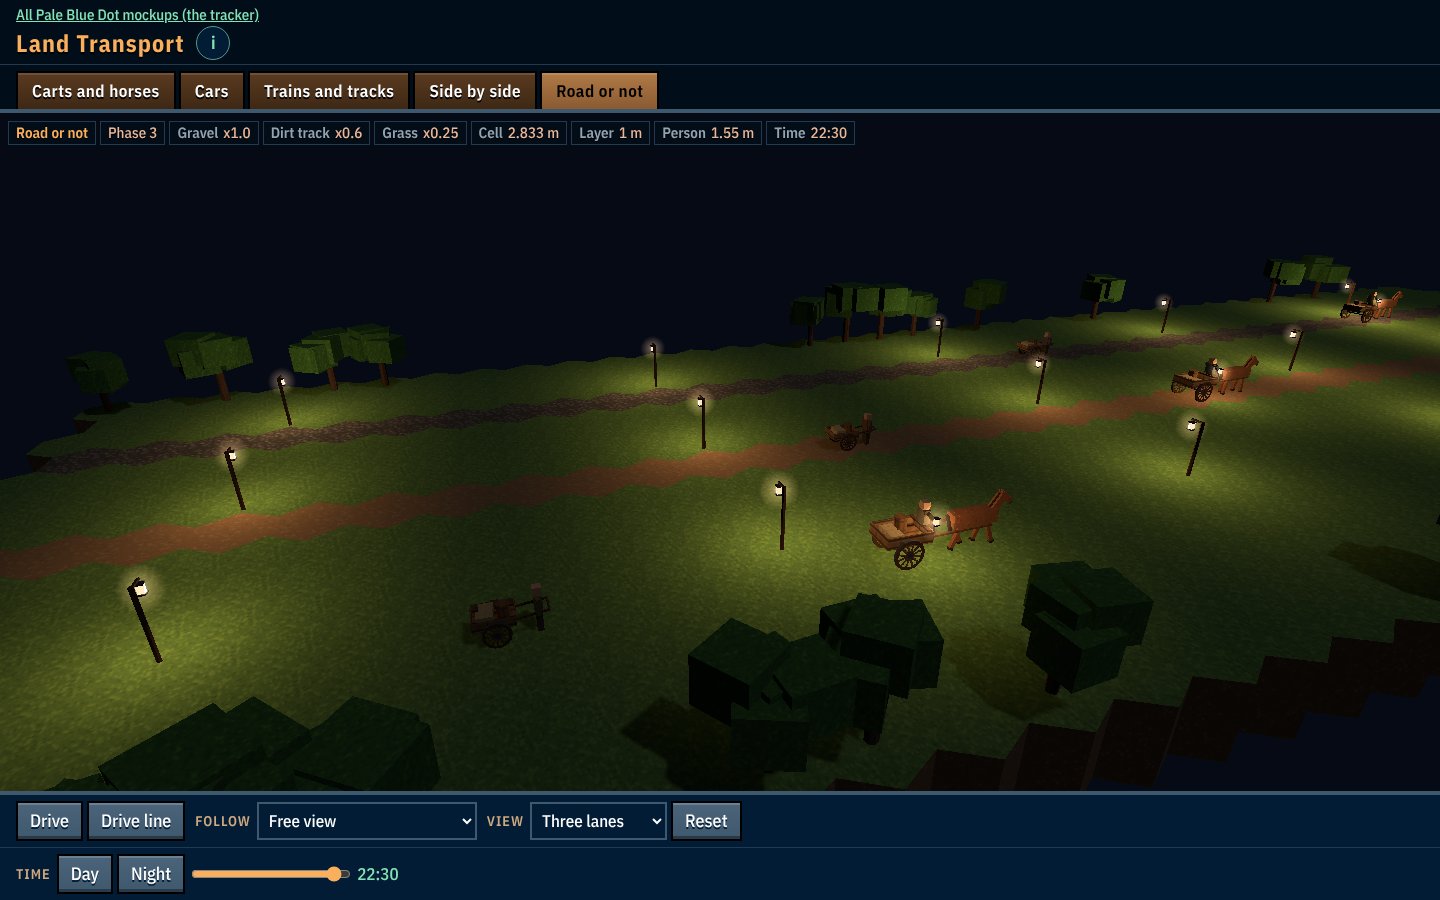 All Pale Blue Dot mockups (the tracker)
Land Transport i
Carts and horses Cars Trains and tracks Side by side Road or not
Road or not Phase 3 Gravel x1.0 Dirt track x0.6 Grass x0.25 Cell 2.833 m Layer 1 m Person 1.55 m Time 22:30
Drive Drive line FOLLOW Free view VIEW Three lanes Reset
TIME Day Night 22:30